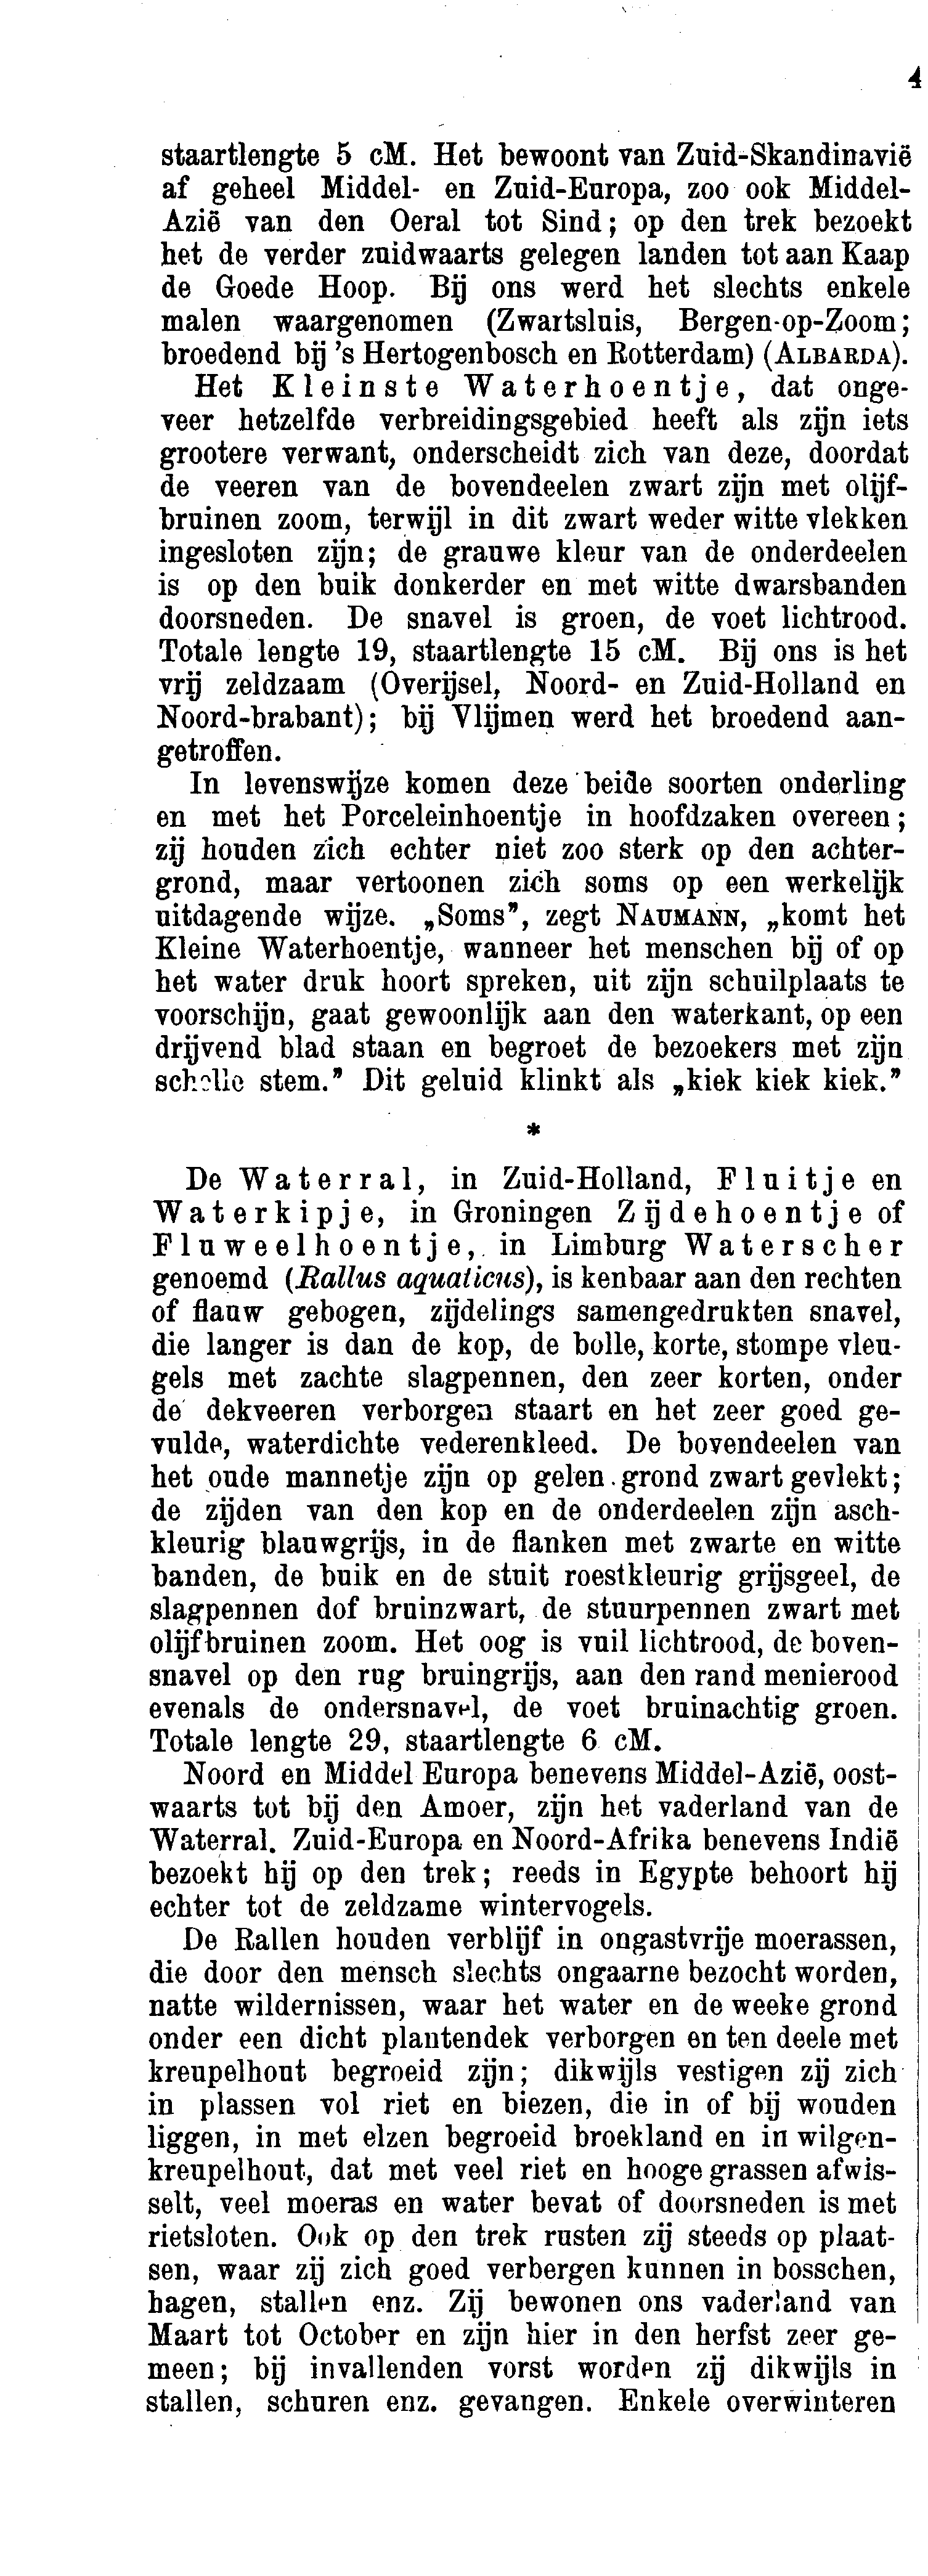 4
staartlengte 5 cM. Het bewoont van Zuid-Skandinavië
af geheel Middel- en Zuid-Europa, zoo ook Middel-
Azië van den Oeral tot Sind; op den trek bezoekt
het de verder zuidwaarts gelegen landen tot aan Kaap
de Goede Hoop. Bij ons werd het slechts enkele
malen waargenomen (Zwartsluis, Bergen-op-Zoom;
broedend bij 's Hertogenbosch en Rotterdam) (ALBARDA).
Het Kleinste Waterhoentje, dat onge-
veer hetzelfde verbreidingsgebied heeft als zijn iets
grootere verwant, onderscheidt zich van deze, doordat
de veeren van de bovendeelen zwart zijn met olijf-
bruinen zoom, terwijl in dit zwart weder witte vlekken
ingesloten zijn; de grauwe kleur van de onderdeelen
is op den buik donkerder en met witte dwarsbanden
doorsneden. De snavel is groen, de voet lichtrood.
Totale lengte 19, staartlengte 15 cM. Bij ons is het
vrij zeldzaam (Overijsel, Noord- en Zuid-Holland en
Noord-brabant); bij Vlijmen werd het broedend aan-
getroffen.
In levenswijze komen deze beide soorten onderling
en met het Porceleinhoentje in hoofdzaken overeen;
zij houden zich echter niet zoo sterk op den achter-
grond, maar vertoonen zich soms op een werkelijk
uitdagende wijze. „Soms”, zegt NAUMANN, „komt het
Kleine Waterhoentje, wanneer het menschen bij of op
het water druk hoort spreken, uit zijn schuilplaats te
voorschijn, gaat gewoonlijk aan den waterkant, op een
drijvend blad staan en begroet de bezoekers met zijn
schelle stem.” Dit geluid klinkt als „kiek kiek kiek.”
*
De Waterral, in Zuid-Holland, Fluitje en
Waterkipje, in Groningen Zijdehoentje of
Fluweelhoentje, in Limburg Waterscher
genoemd (Rallus aquaticus), is kenbaar aan den rechten
of flauw gebogen, zijdelings samengedrukten snavel,
die langer is dan de kop, de bolle, korte, stompe vleu-
gels met zachte slagpennen, den zeer korten, onder
de dekveeren verborgen staart en het zeer goed ge-
vulde, waterdichte vederenkleed. De bovendeelen van
het oude mannetje zijn op gelen grond zwart gevlekt;
de zijden van den kop en de onderdeelen zijn asch-
kleurig blauwgrijs, in de flanken met zwarte en witte
banden, de buik en de stuit roestkleurig grijsgeel, de
slagpennen dof bruinzwart, de stuurpennen zwart met
olijfbruinen zoom. Het oog is vuil lichtrood, de boven-
snavel op den rug bruingrijs, aan den rand menierood
evenals de ondersnavel, de voet bruinachtig groen.
Totale lengte 29, staartlengte 6 cM.
Noord en Middel Europa benevens Middel-Azië, oost-
waarts tot bij den Amoer, zijn het vaderland van de
Waterral. Zuid-Europa en Noord-Afrika benevens Indië
bezoekt hij op den trek; reeds in Egypte behoort hij
echter tot de zeldzame wintervogels.
De Rallen houden verblijf in ongastvrije moerassen,
die door den mensch slechts ongaarne bezocht worden,
natte wildernissen, waar het water en de weeke grond
onder een dicht plantendek verborgen en ten deele met
kreupelhout begroeid zijn; dikwijls vestigen zij zich
in plassen vol riet en biezen, die in of bij wouden
liggen, in met elzen begroeid broekland en in wilgen-
kreupelhout, dat met veel riet en hooge grassen afwis-
selt, veel moeras en water bevat of doorsneden is met
rietsloten. Ook op den trek rusten zij steeds op plaat-
sen, waar zij zich goed verbergen kunnen in bosschen,
hagen, stallen enz. Zij bewonen ons vaderland van
Maart tot October en zijn hier in den herfst zeer ge-
meen; bij invallenden vorst worden zij dikwijls in
stallen, schuren enz. gevangen. Enkele overwinteren